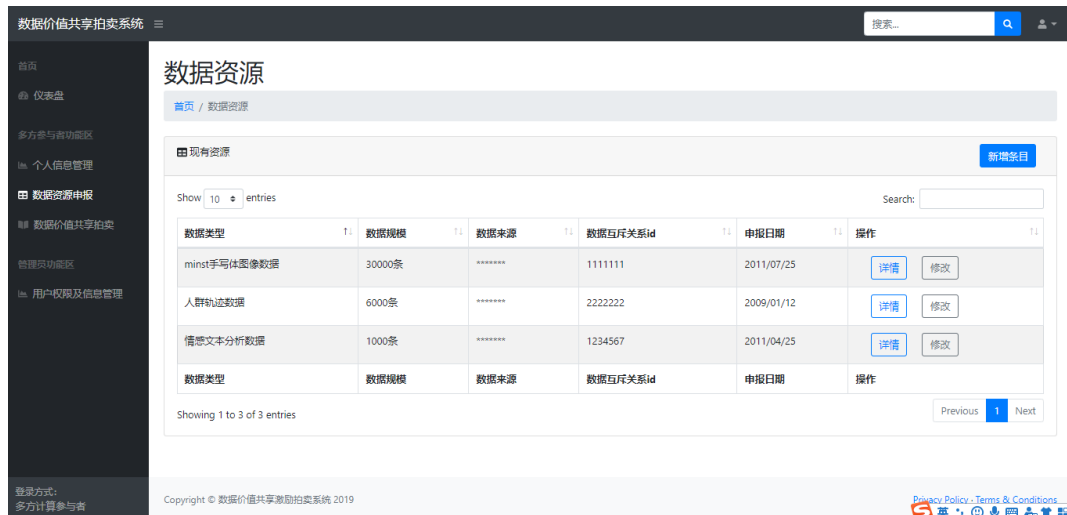 数据价值共享拍卖系统
搜索...
首页
仪表盘
多方参与者功能区
个人信息管理
数据资源申报
数据价值共享拍卖
管理员功能区
用户权限及信息管理
登录方式:
多方计算参与者
数据资源
首页 / 数据资源
现有资源 新增条目
Show 10 entries Search:
数据类型 数据规模 数据来源 数据互斥关系id 申报日期 操作
minst手写体图像数据 30000条 ******* 1111111 2011/07/25 详情 修改
人群轨迹数据 6000条 ******* 2222222 2009/01/12 详情 修改
情感文本分析数据 1000条 ******* 1234567 2011/04/25 详情 修改
数据类型 数据规模 数据来源 数据互斥关系id 申报日期 操作
Showing 1 to 3 of 3 entries Previous 1 Next
Copyright © 数据价值共享激励拍卖系统 2019 Privacy Policy · Terms & Conditions
英